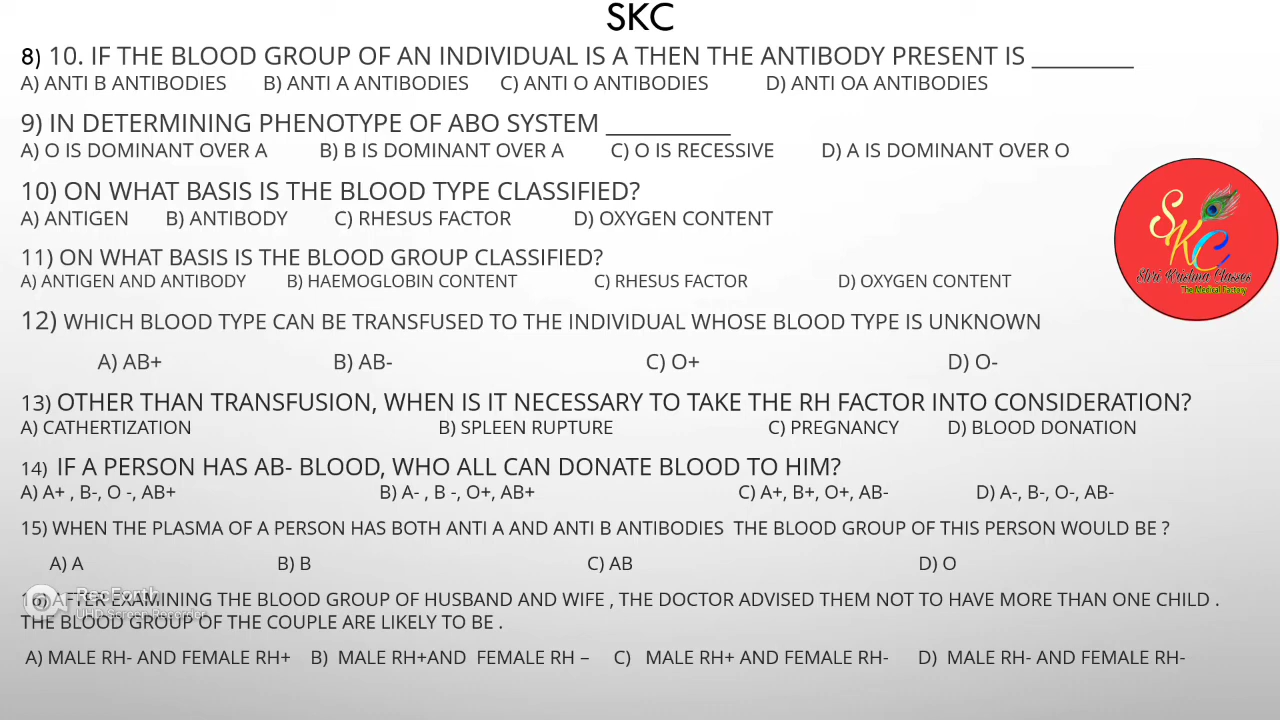 SKC
8) 10. IF THE BLOOD GROUP OF AN INDIVIDUAL IS A THEN THE ANTIBODY PRESENT IS _________
A) ANTI B ANTIBODIES B) ANTI A ANTIBODIES C) ANTI O ANTIBODIES D) ANTI OA ANTIBODIES
9) IN DETERMINING PHENOTYPE OF ABO SYSTEM ___________
A) O IS DOMINANT OVER A B) B IS DOMINANT OVER A C) O IS RECESSIVE D) A IS DOMINANT OVER O
10) ON WHAT BASIS IS THE BLOOD TYPE CLASSIFIED?
A) ANTIGEN B) ANTIBODY C) RHESUS FACTOR D) OXYGEN CONTENT
11) ON WHAT BASIS IS THE BLOOD GROUP CLASSIFIED?
A) ANTIGEN AND ANTIBODY B) HAEMOGLOBIN CONTENT C) RHESUS FACTOR D) OXYGEN CONTENT
SKC
Shri Krishna Classes
The Medical Factory
12) WHICH BLOOD TYPE CAN BE TRANSFUSED TO THE INDIVIDUAL WHOSE BLOOD TYPE IS UNKNOWN
A) AB+ B) AB- C) O+ D) O-
13) OTHER THAN TRANSFUSION, WHEN IS IT NECESSARY TO TAKE THE RH FACTOR INTO CONSIDERATION?
A) CATHERTIZATION B) SPLEEN RUPTURE C) PREGNANCY D) BLOOD DONATION
14) IF A PERSON HAS AB- BLOOD, WHO ALL CAN DONATE BLOOD TO HIM?
A) A+ , B-, O -, AB+ B) A- , B -, O+, AB+ C) A+, B+, O+, AB- D) A-, B-, O-, AB-
15) WHEN THE PLASMA OF A PERSON HAS BOTH ANTI A AND ANTI B ANTIBODIES THE BLOOD GROUP OF THIS PERSON WOULD BE ?
A) A B) B C) AB D) O
16) AFTER EXAMINING THE BLOOD GROUP OF HUSBAND AND WIFE , THE DOCTOR ADVISED THEM NOT TO HAVE MORE THAN ONE CHILD .
THE BLOOD GROUP OF THE COUPLE ARE LIKELY TO BE .
A) MALE RH- AND FEMALE RH+ B) MALE RH+AND FEMALE RH – C) MALE RH+ AND FEMALE RH- D) MALE RH- AND FEMALE RH-
RecForth
UHD Screen Recorder